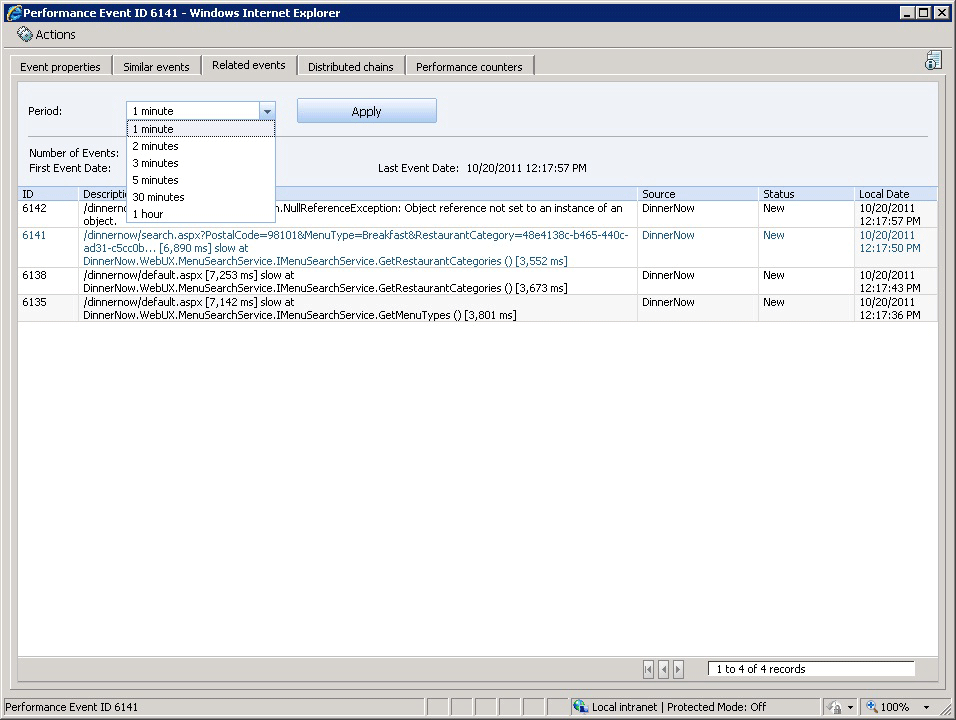 Performance Event ID 6141 - Windows Internet Explorer
Actions
Event properties Similar events Related events Distributed chains Performance counters
Period: 1 minute Apply
1 minute
2 minutes
3 minutes
5 minutes
30 minutes
1 hour
Number of Events:
First Event Date: Last Event Date: 10/20/2011 12:17:57 PM
ID Descripti Source Status Local Date
6142 /dinnerno n.NullReferenceException: Object reference not set to an instance of an DinnerNow New 10/20/2011
object. 12:17:57 PM
6141 /dinnernow/search.aspx?PostalCode=98101&MenuType=Breakfast&RestaurantCategory=48e4138c-b465-440c- DinnerNow New 10/20/2011
ad31-c5cc0b... [6,890 ms] slow at 12:17:50 PM
DinnerNow.WebUX.MenuSearchService.IMenuSearchService.GetRestaurantCategories () [3,552 ms]
6138 /dinnernow/default.aspx [7,253 ms] slow at DinnerNow New 10/20/2011
DinnerNow.WebUX.MenuSearchService.IMenuSearchService.GetRestaurantCategories () [3,673 ms] 12:17:43 PM
6135 /dinnernow/default.aspx [7,142 ms] slow at DinnerNow New 10/20/2011
DinnerNow.WebUX.MenuSearchService.IMenuSearchService.GetMenuTypes () [3,801 ms] 12:17:36 PM
1 to 4 of 4 records
Performance Event ID 6141 Local intranet | Protected Mode: Off 100%